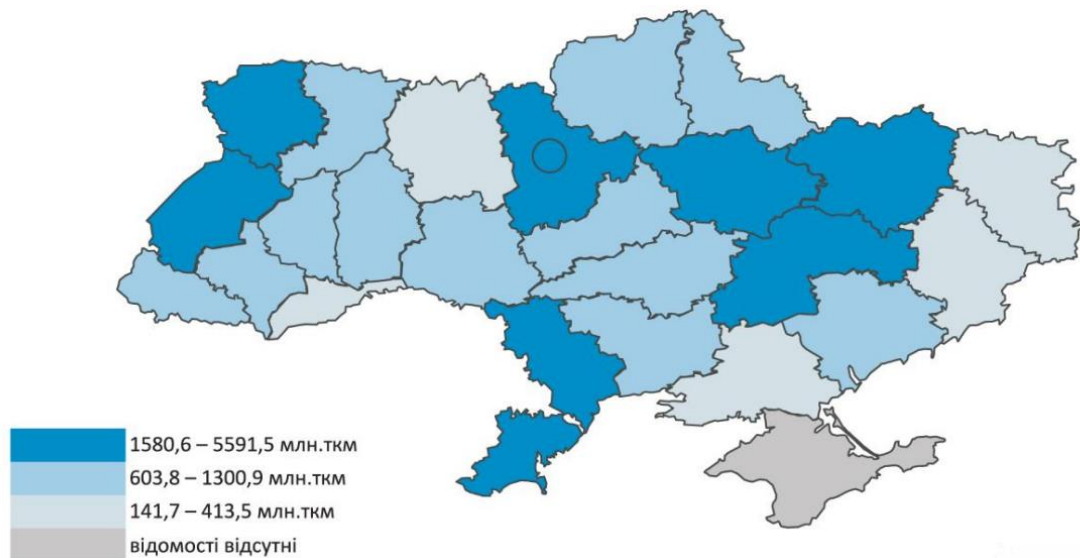 1580,6 – 5591,5 млн.ткм
603,8 – 1300,9 млн.ткм
141,7 – 413,5 млн.ткм
відомості відсутні